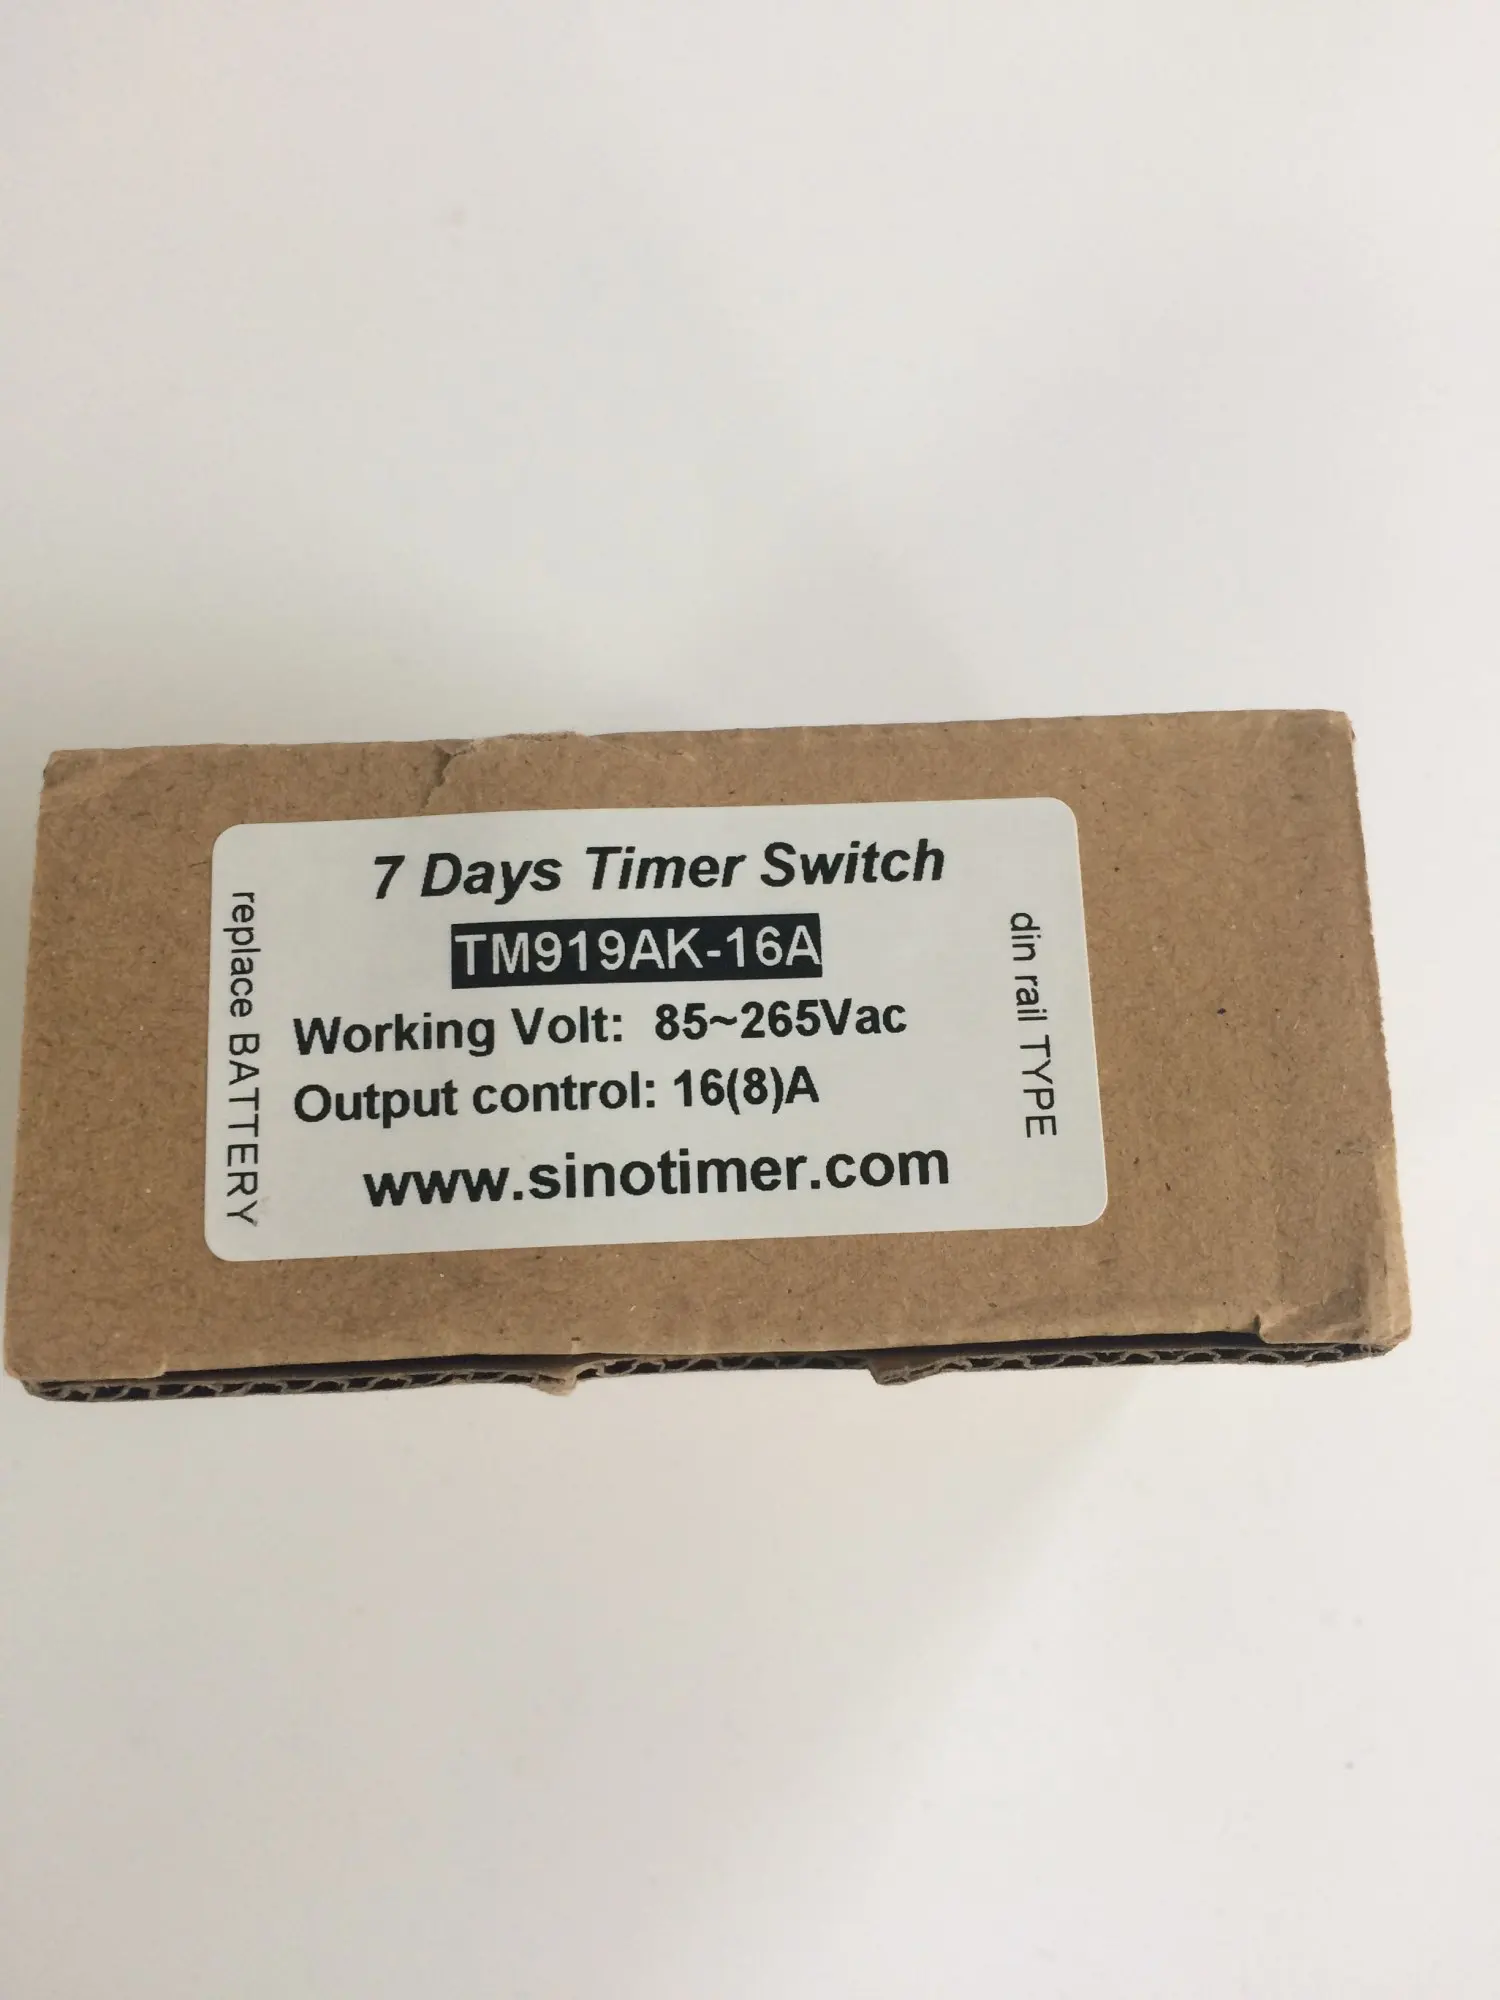 7 Days Timer Switch
TM919AK-16A
Working Volt: 85~265Vac
Output control: 16(8)A
www.sinotimer.com
replace BATTERY
din rail TYPE